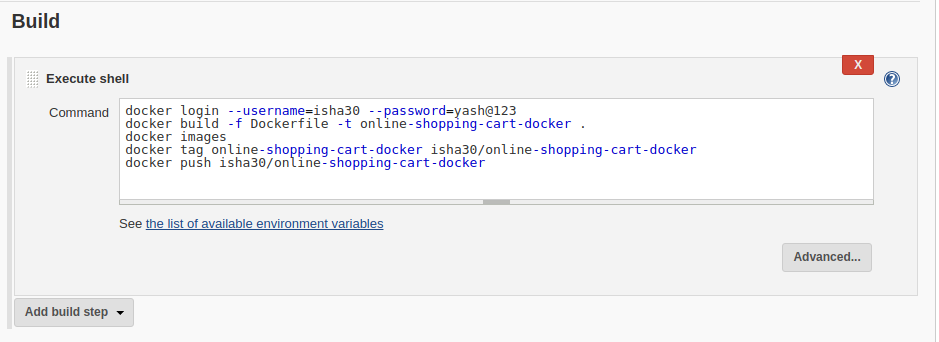 Build
Execute shell
X
?
Command
docker login --username=isha30 --password=yash@123
docker build -f Dockerfile -t online-shopping-cart-docker .
docker images
docker tag online-shopping-cart-docker isha30/online-shopping-cart-docker
docker push isha30/online-shopping-cart-docker
See the list of available environment variables
Advanced...
Add build step